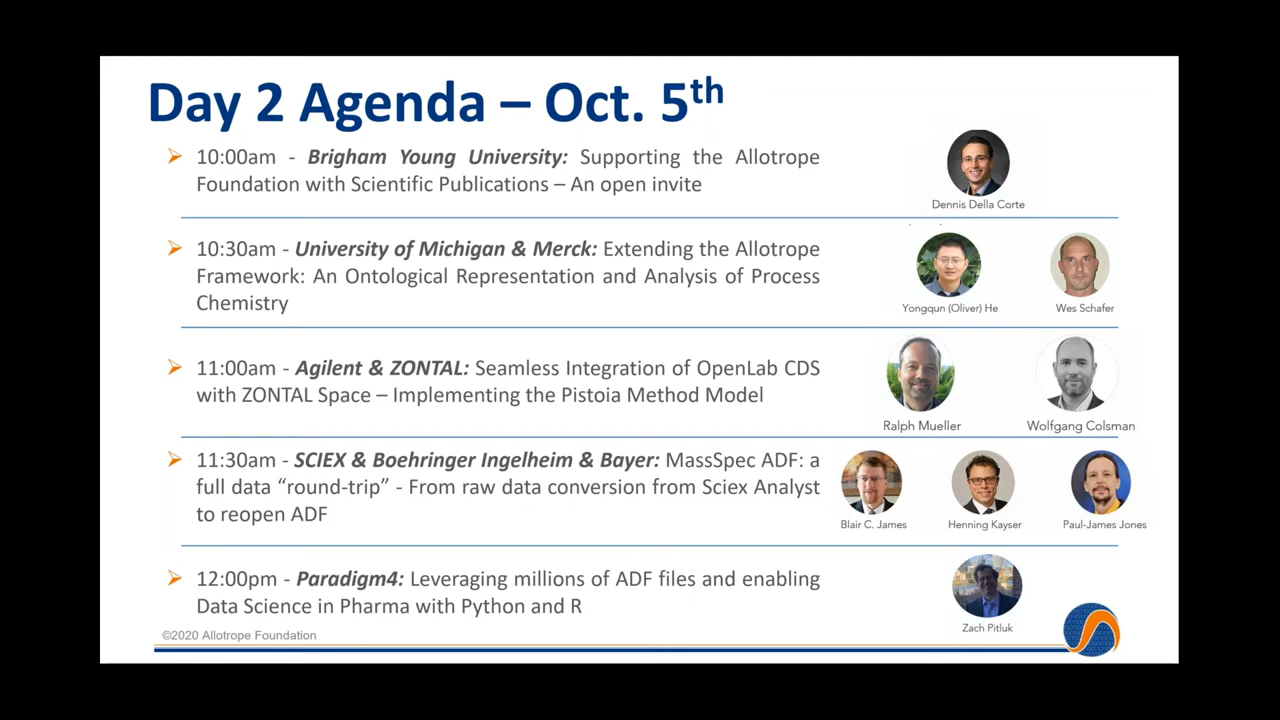 Day 2 Agenda – Oct. 5th
10:00am - Brigham Young University: Supporting the Allotrope
Foundation with Scientific Publications – An open invite
Dennis Della Corte
10:30am - University of Michigan & Merck: Extending the Allotrope
Framework: An Ontological Representation and Analysis of Process
Chemistry
Yongqun (Oliver) He
Wes Schafer
11:00am - Agilent & ZONTAL: Seamless Integration of OpenLab CDS
with ZONTAL Space – Implementing the Pistoia Method Model
Ralph Mueller
Wolfgang Colsman
11:30am - SCIEX & Boehringer Ingelheim & Bayer: MassSpec ADF: a
full data “round-trip” - From raw data conversion from Sciex Analyst
to reopen ADF
Blair C. James
Henning Kayser
Paul-James Jones
12:00pm - Paradigm4: Leveraging millions of ADF files and enabling
Data Science in Pharma with Python and R
Zach Pitluk
©2020 Allotrope Foundation